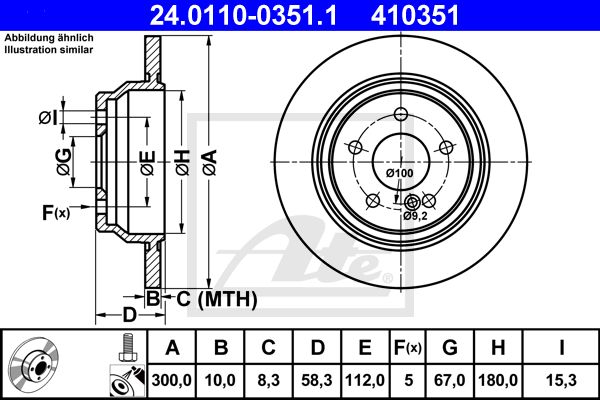 24.0110-0351.1 410351
Abbildung ähnlich
Illustration similar
ØI
ØG
ØE
ØH
ØA
F(x)
B
C (MTH)
D
Ø100
Ø9,2
Ate
A B C D E F(x) G H I
300,0 10,0 8,3 58,3 112,0 5 67,0 180,0 15,3